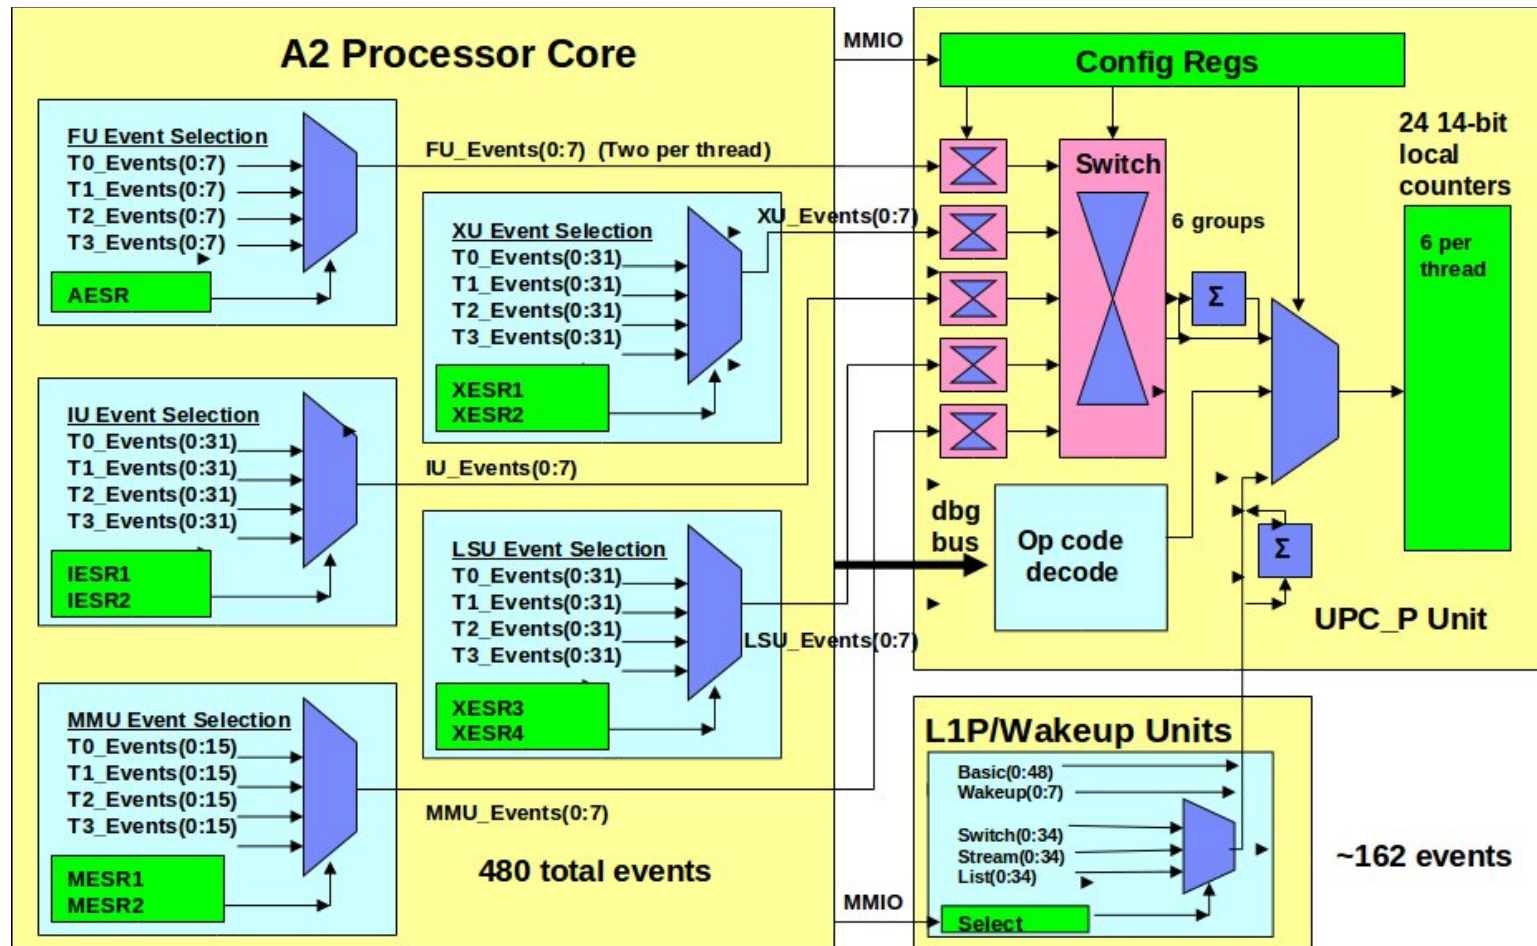 A2 Processor Core
FU Event Selection
T0_Events(0:7)
T1_Events(0:7)
T2_Events(0:7)
T3_Events(0:7)
AESR
FU_Events(0:7) (Two per thread)
XU Event Selection
T0_Events(0:31)
T1_Events(0:31)
T2_Events(0:31)
T3_Events(0:31)
XESR1
XESR2
XU_Events(0:7)
IU Event Selection
T0_Events(0:31)
T1_Events(0:31)
T2_Events(0:31)
T3_Events(0:31)
IESR1
IESR2
IU_Events(0:7)
LSU Event Selection
T0_Events(0:31)
T1_Events(0:31)
T2_Events(0:31)
T3_Events(0:31)
XESR3
XESR4
LSU_Events(0:7)
MMU Event Selection
T0_Events(0:15)
T1_Events(0:15)
T2_Events(0:15)
T3_Events(0:15)
MESR1
MESR2
MMU_Events(0:7)
480 total events
MMIO
Config Regs
Switch
6 groups
Σ
24 14-bit
local
counters
6 per
thread
dbg
bus
Op code
decode
Σ
UPC_P Unit
L1P/Wakeup Units
Basic(0:48)
Wakeup(0:7)
Switch(0:34)
Stream(0:34)
List(0:34)
Select
MMIO
~162 events